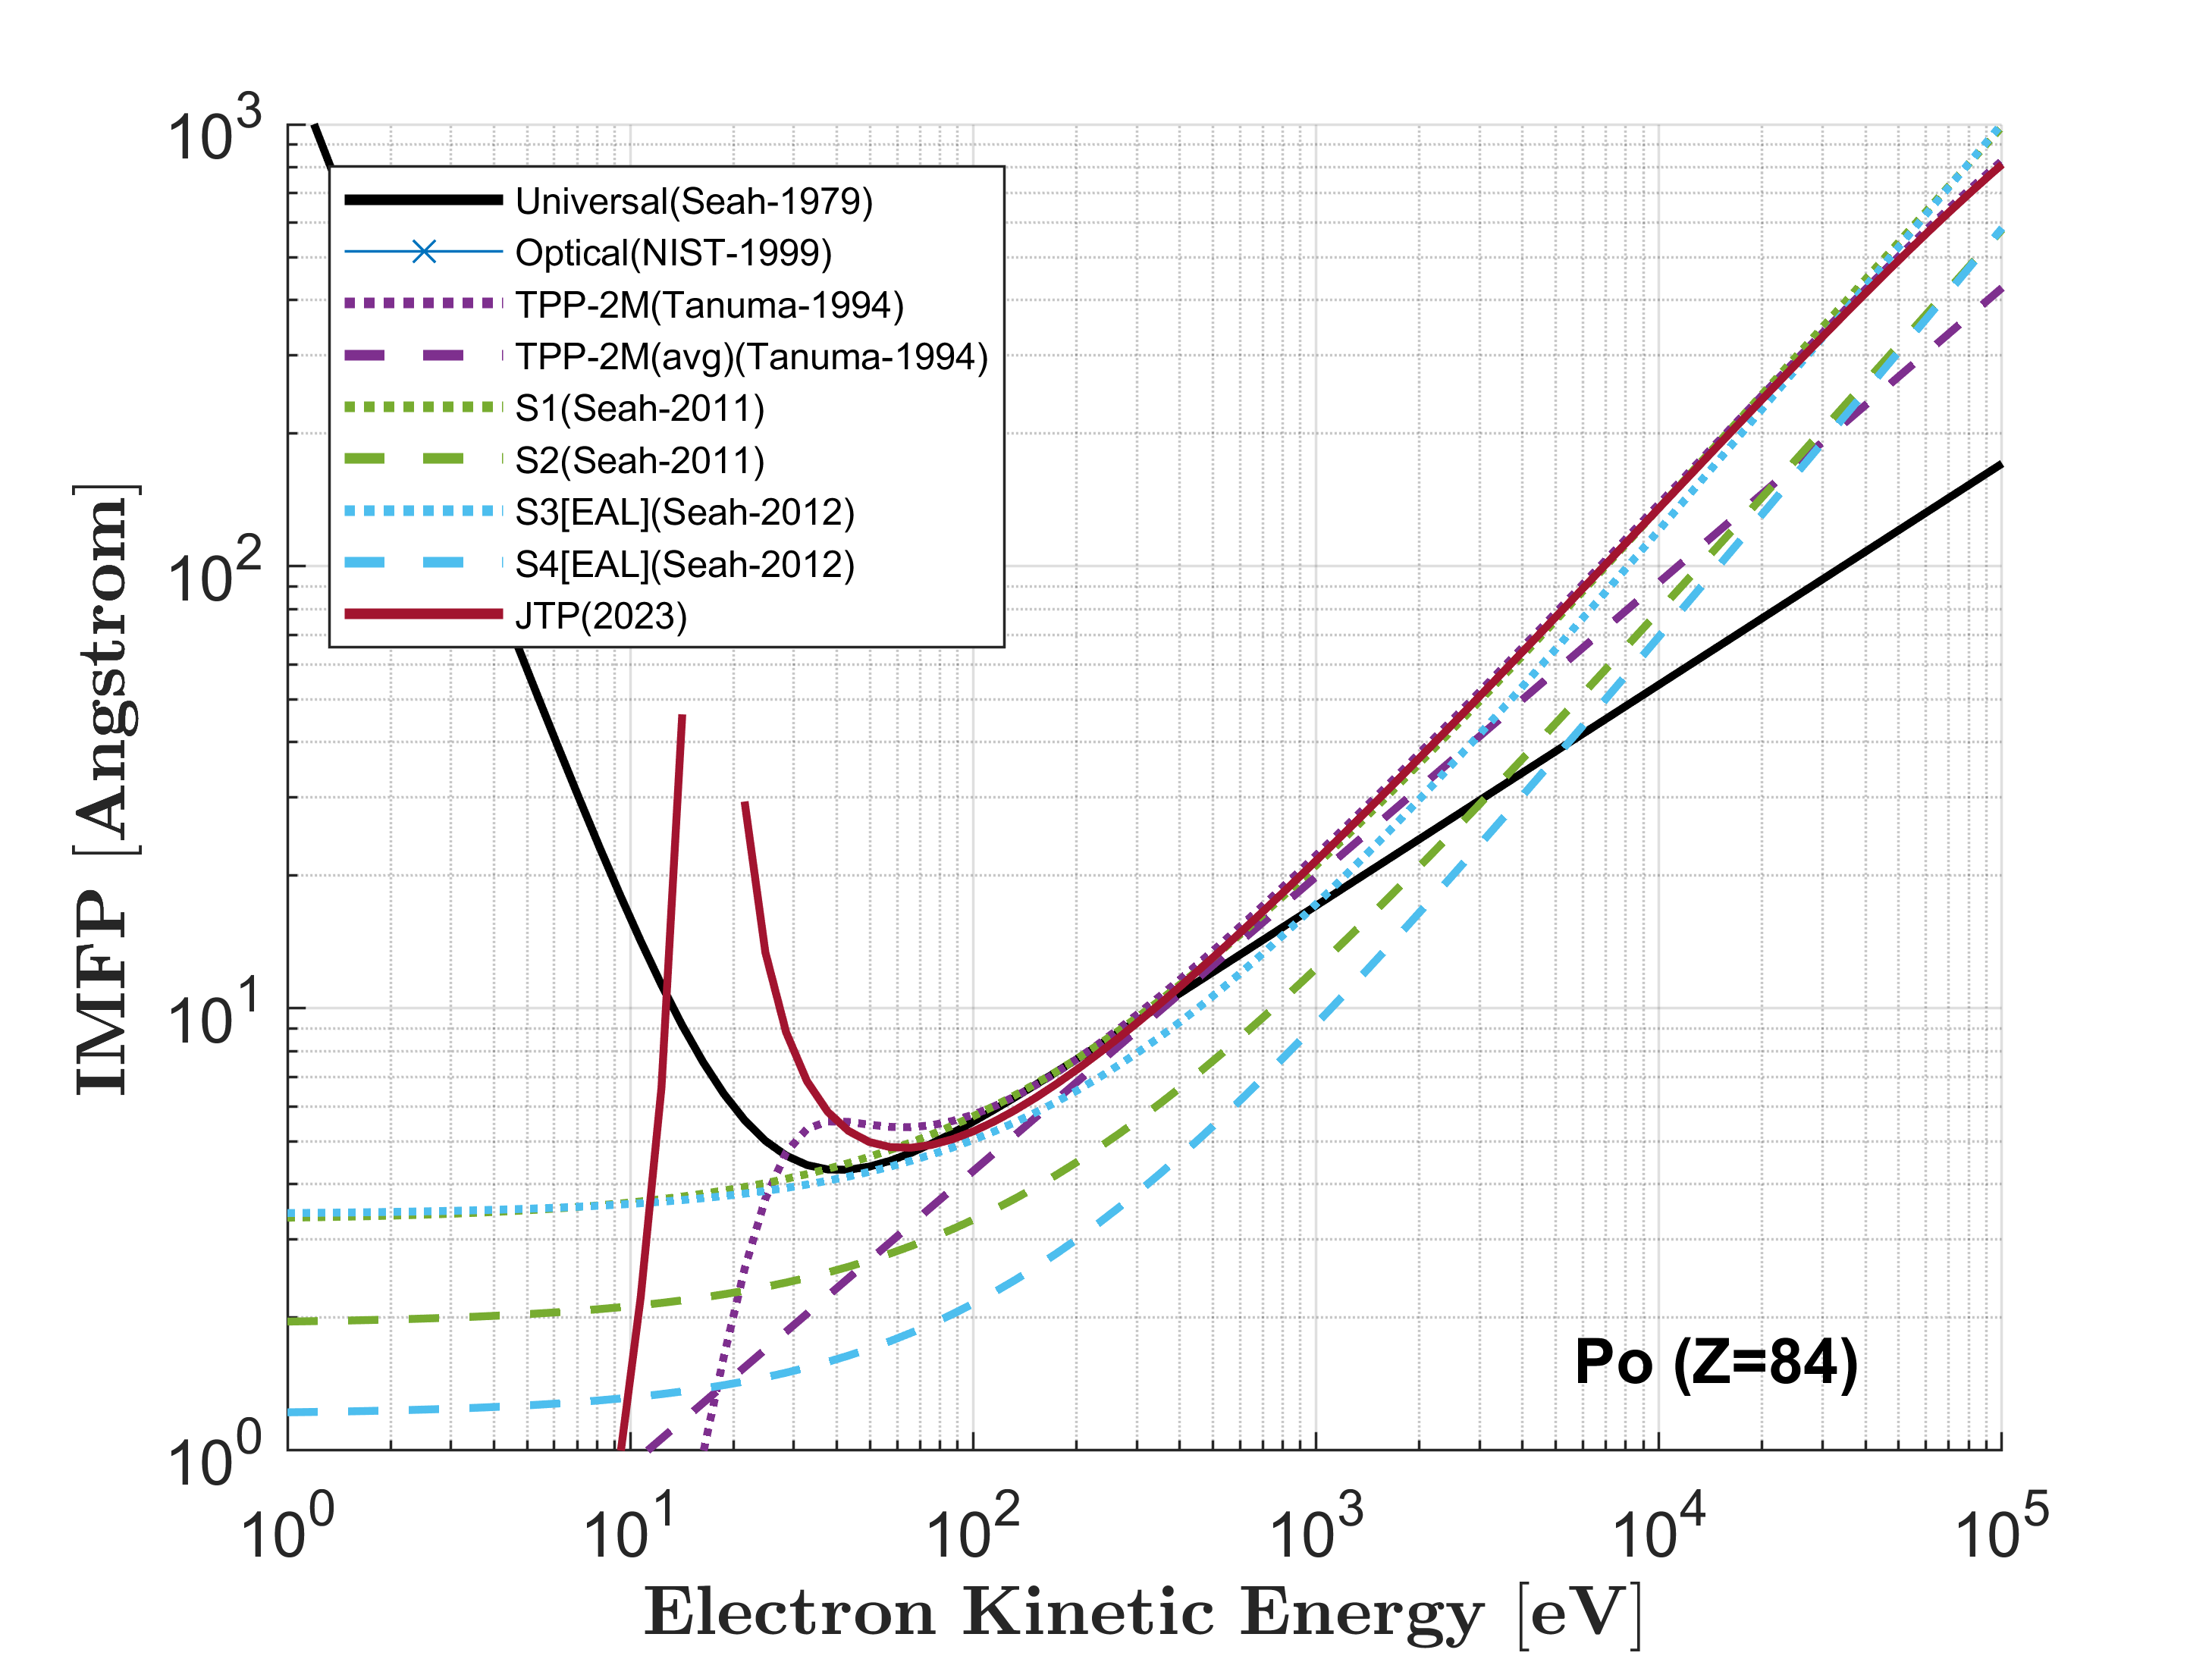 10^3
10^2
10^1
10^0
IMFP [Angstrom]
Universal(Seah-1979)
Optical(NIST-1999)
TPP-2M(Tanuma-1994)
TPP-2M(avg)(Tanuma-1994)
S1(Seah-2011)
S2(Seah-2011)
S3[EAL](Seah-2012)
S4[EAL](Seah-2012)
JTP(2023)
Po (Z=84)
10^0 10^1 10^2 10^3 10^4 10^5
Electron Kinetic Energy [eV]